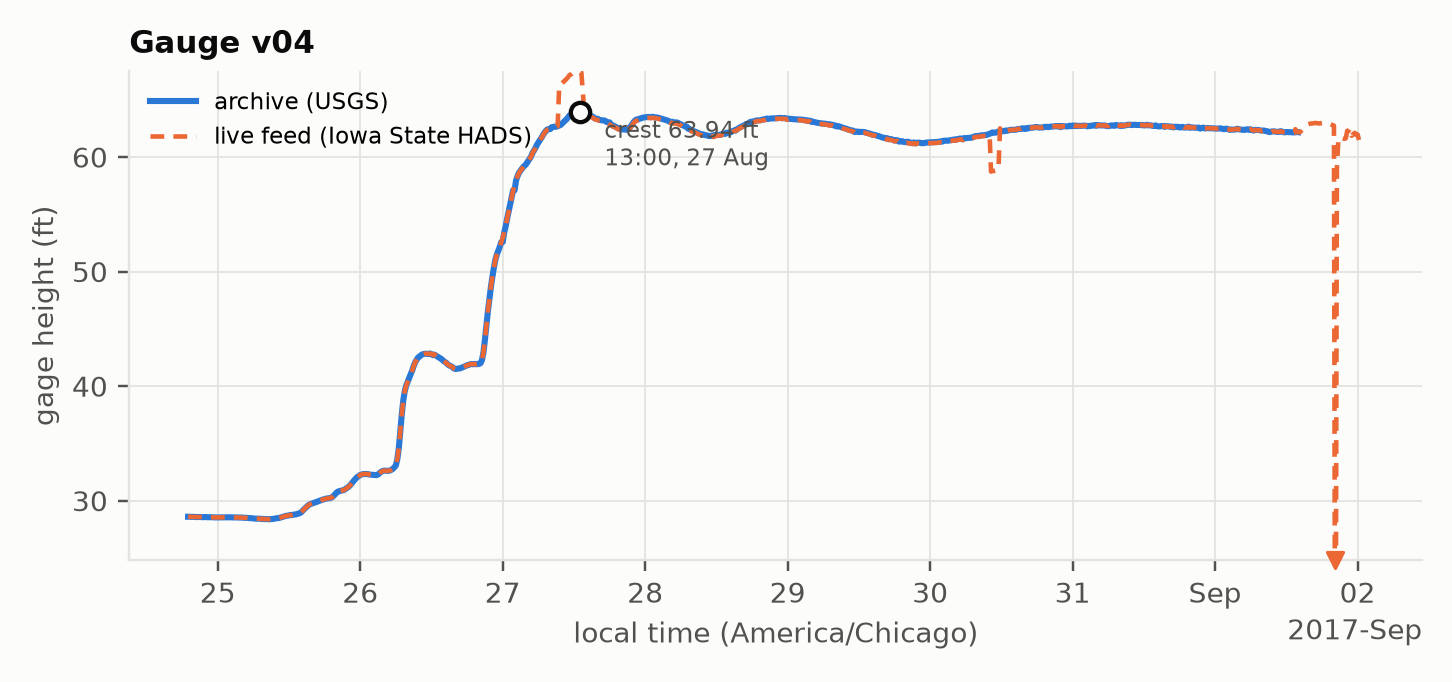 Gauge v04
archive (USGS)
live feed (Iowa State HADS)
crest 63.94 ft
13:00, 27 Aug
gage height (ft)
60
50
40
30
25 26 27 28 29 30 31 Sep 02
2017-Sep
local time (America/Chicago)